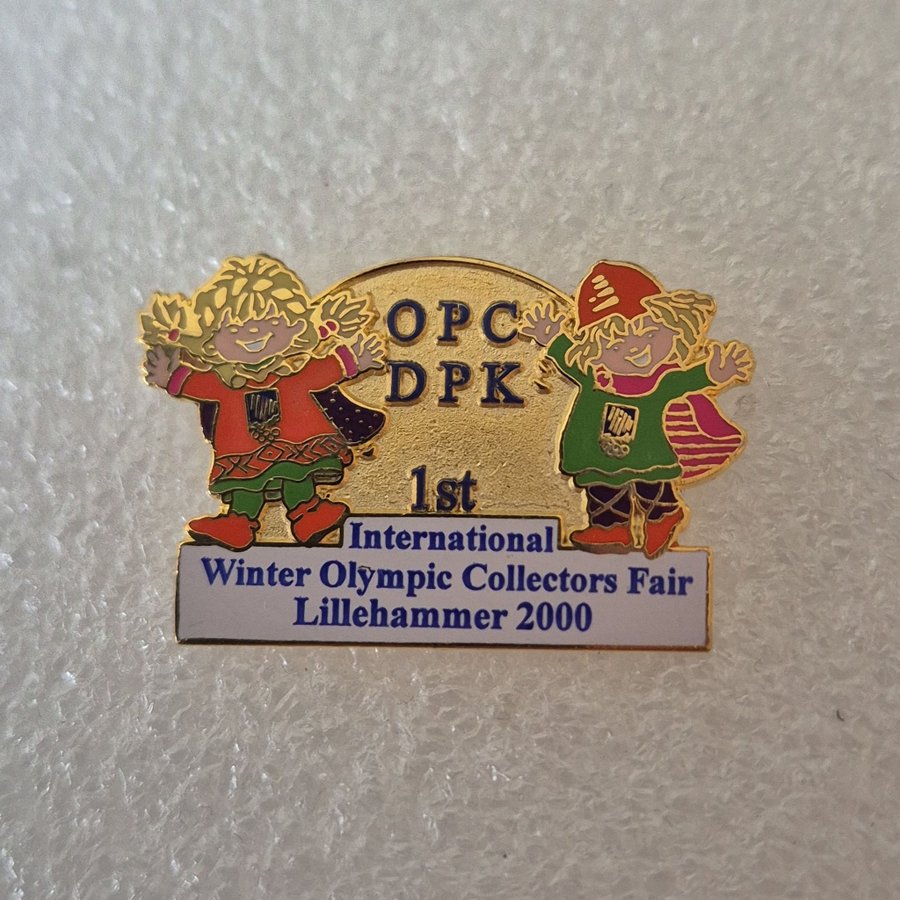 OPC
DPK
1st
International
Winter Olympic Collectors Fair
Lillehammer 2000